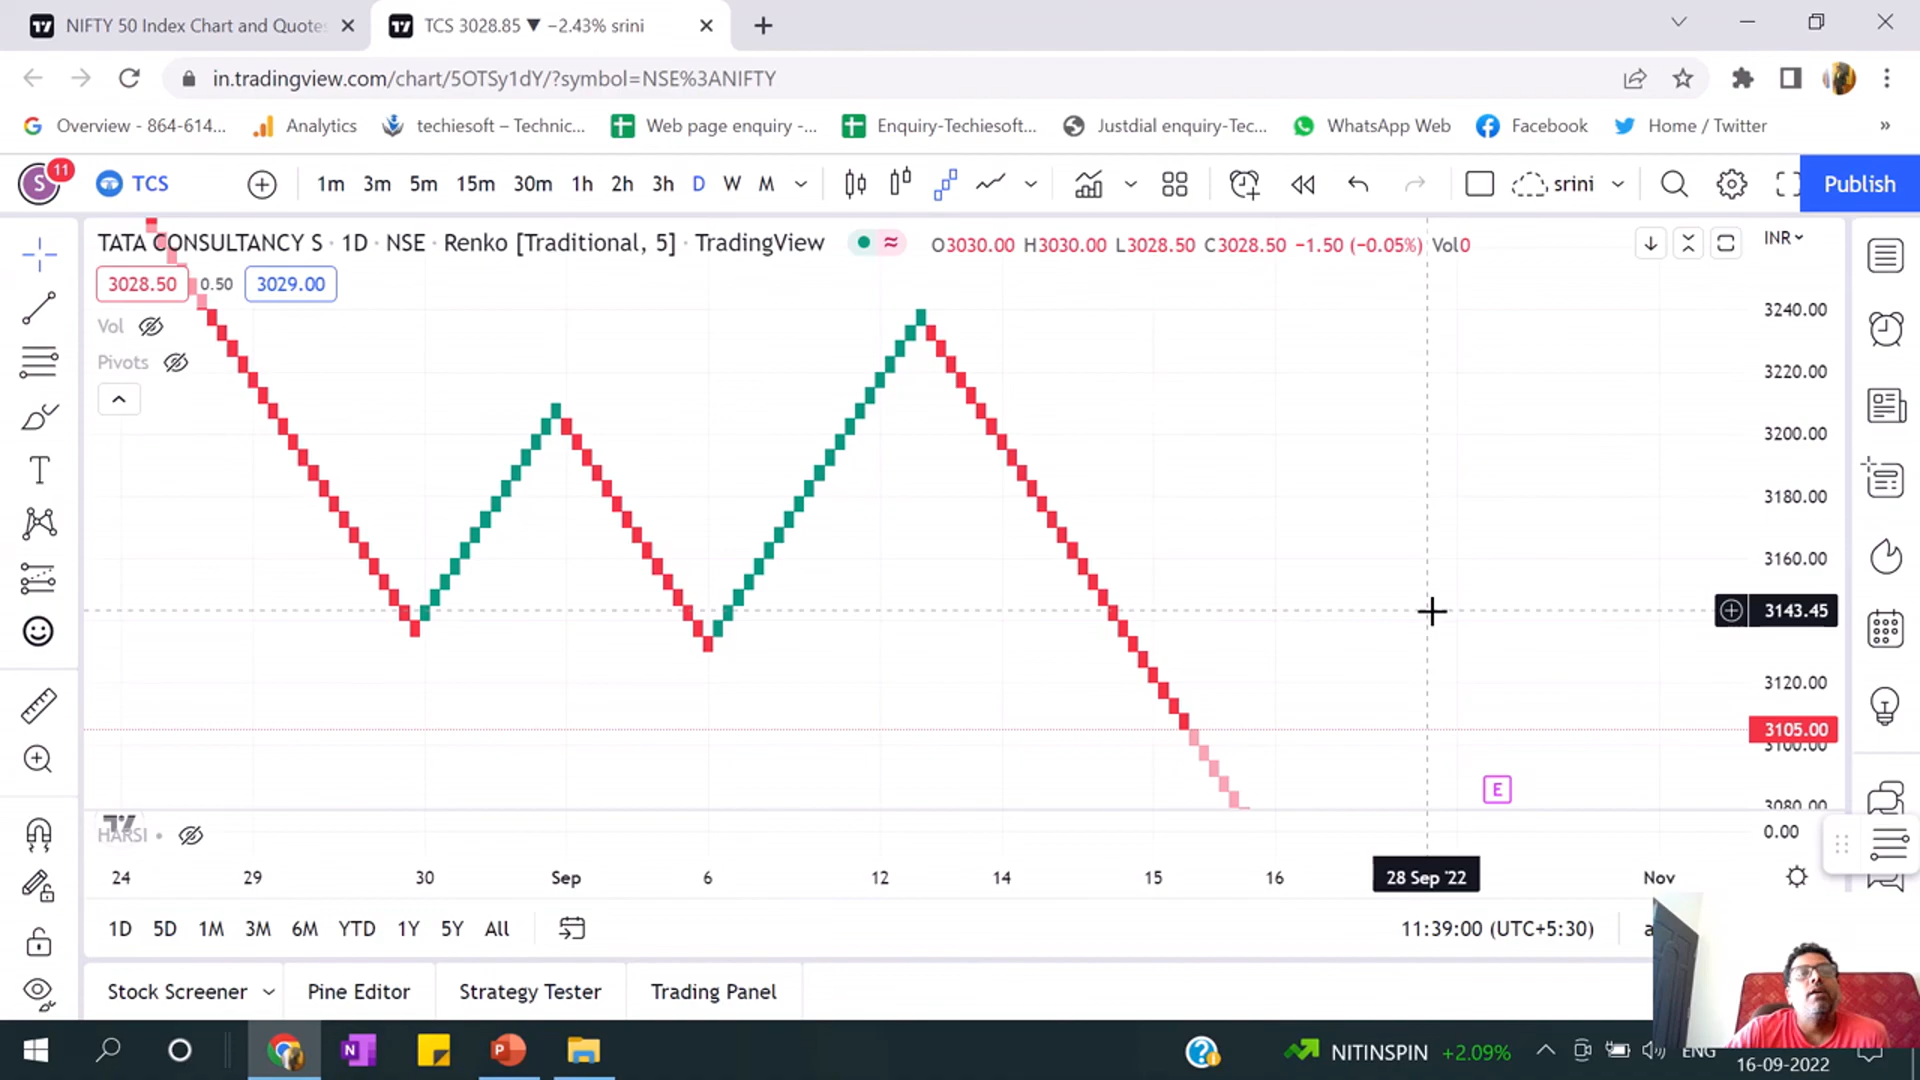 NIFTY 50 Index Chart and Quotes
TCS 3028.85 ▼ −2.43% srini
in.tradingview.com/chart/5OTSy1dY/?symbol=NSE%3ANIFTY
Overview - 864-614...
Analytics
techiesoft – Technic...
Web page enquiry -...
Enquiry-Techiesoft...
Justdial enquiry-Tec...
WhatsApp Web
Facebook
Home / Twitter
»
S
11
TCS
1m 3m 5m 15m 30m 1h 2h 3h D W M
srini
Publish
TATA CONSULTANCY S · 1D · NSE · Renko [Traditional, 5] · TradingView
O3030.00 H3030.00 L3028.50 C3028.50 −1.50 (−0.05%) Vol0
INR
3028.50 0.50 3029.00
Vol
Pivots
3240.00
3220.00
3200.00
3180.00
3160.00
3143.45
3120.00
3105.00
3100.00
3080.00
E
HARSI
0.00
24 29 30 Sep 6 12 14 15 16 28 Sep '22 Nov
1D 5D 1M 3M 6M YTD 1Y 5Y All
11:39:00 (UTC+5:30)
Stock Screener
Pine Editor
Strategy Tester
Trading Panel
NITINSPIN +2.09%
ENG
16-09-2022